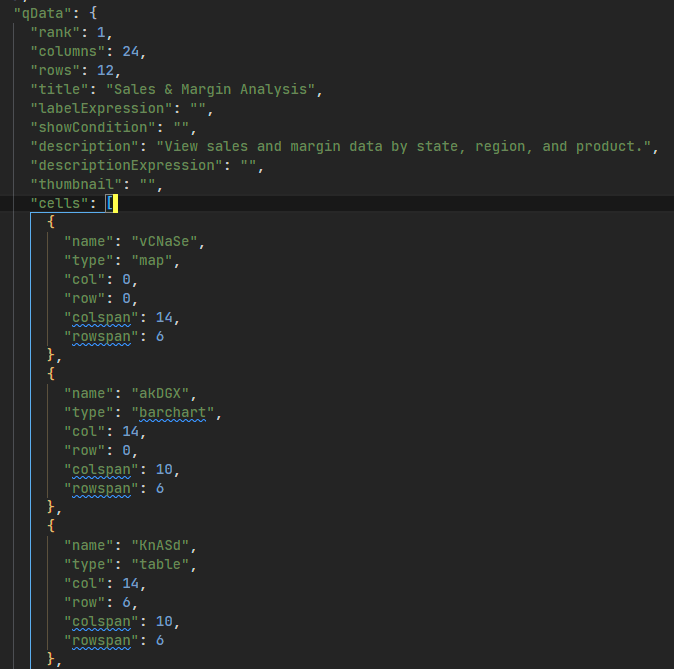 "qData": {
"rank": 1,
"columns": 24,
"rows": 12,
"title": "Sales & Margin Analysis",
"labelExpression": "",
"showCondition": "",
"description": "View sales and margin data by state, region, and product.",
"descriptionExpression": "",
"thumbnail": "",
"cells": [
{
"name": "vCNaSe",
"type": "map",
"col": 0,
"row": 0,
"colspan": 14,
"rowspan": 6
},
{
"name": "akDGX",
"type": "barchart",
"col": 14,
"row": 0,
"colspan": 10,
"rowspan": 6
},
{
"name": "KnASd",
"type": "table",
"col": 14,
"row": 6,
"colspan": 10,
"rowspan": 6
},